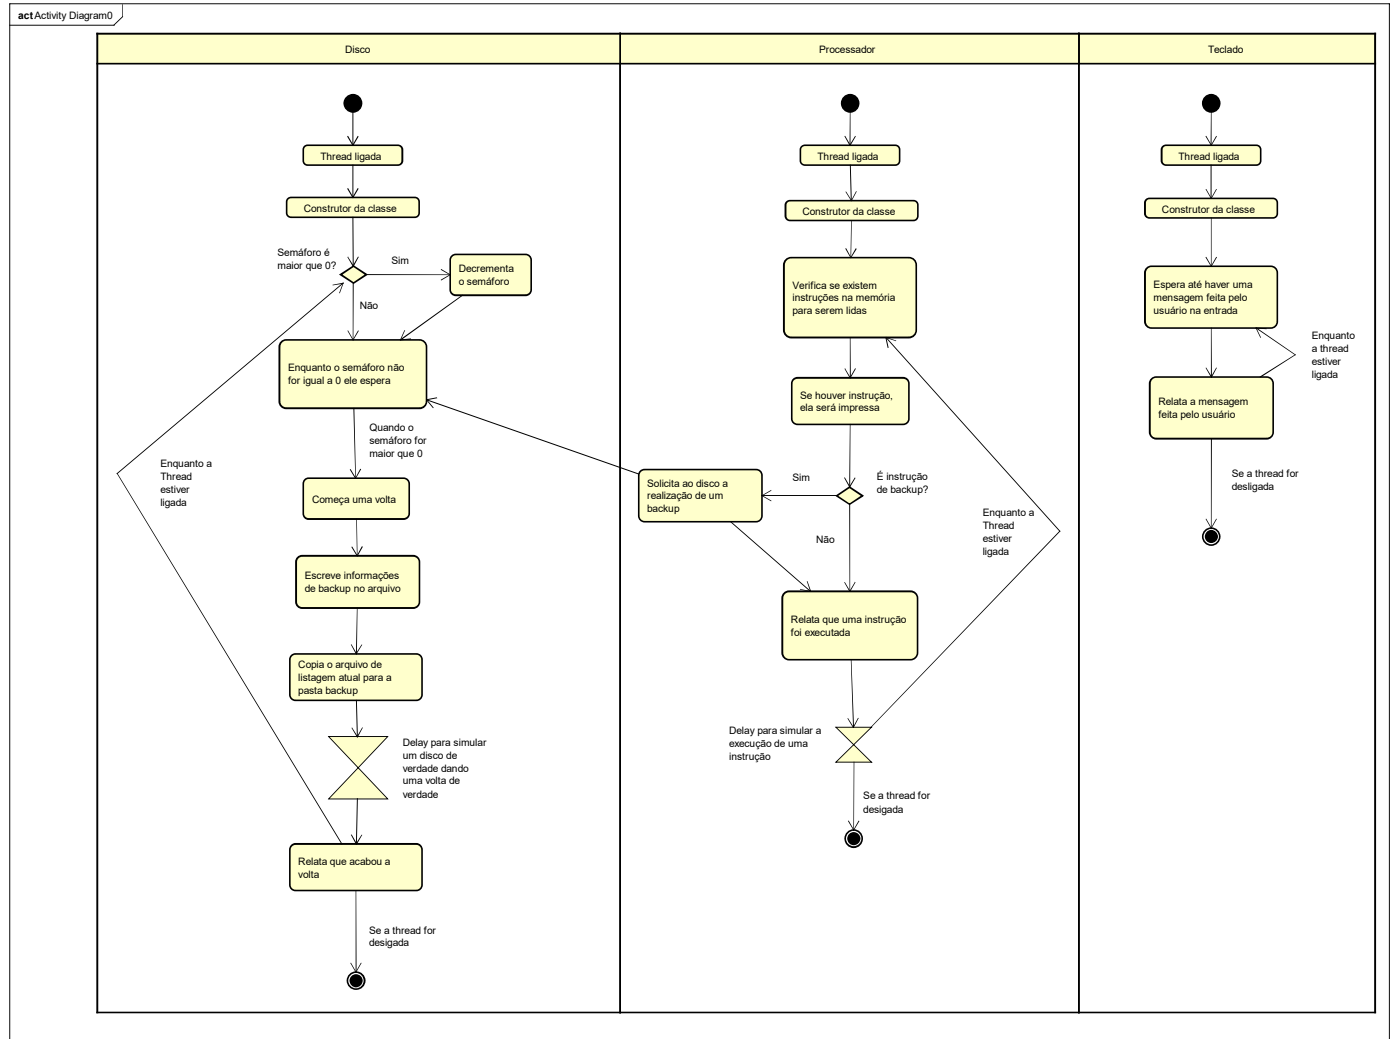 act Activity Diagram0
Disco
Processador
Teclado
Thread ligada
Construtor da classe
Semáforo é
maior que 0?
Sim
Decrementa
o semáforo
Não
Enquanto o semáforo não
for igual a 0 ele espera
Quando o
semáforo for
maior que 0
Enquanto a
Thread
estiver
ligada
Começa uma volta
Escreve informações
de backup no arquivo
Copia o arquivo de
listagem atual para a
pasta backup
Delay para simular
um disco de
verdade dando
uma volta de
verdade
Relata que acabou a
volta
Se a thread for
desigada
Thread ligada
Construtor da classe
Verifica se existem
instruções na memória
para serem lidas
Se houver instrução,
ela será impressa
É instrução
de backup?
Sim
Solicita ao disco a
realização de um
backup
Não
Enquanto a
Thread
estiver
ligada
Relata que uma instrução
foi executada
Delay para simular a
execução de uma
instrução
Se a thread for
desigada
Thread ligada
Construtor da classe
Espera até haver uma
mensagem feita pelo
usuário na entrada
Enquanto
a thread
estiver
ligada
Relata a mensagem
feita pelo usuário
Se a thread for
desligada